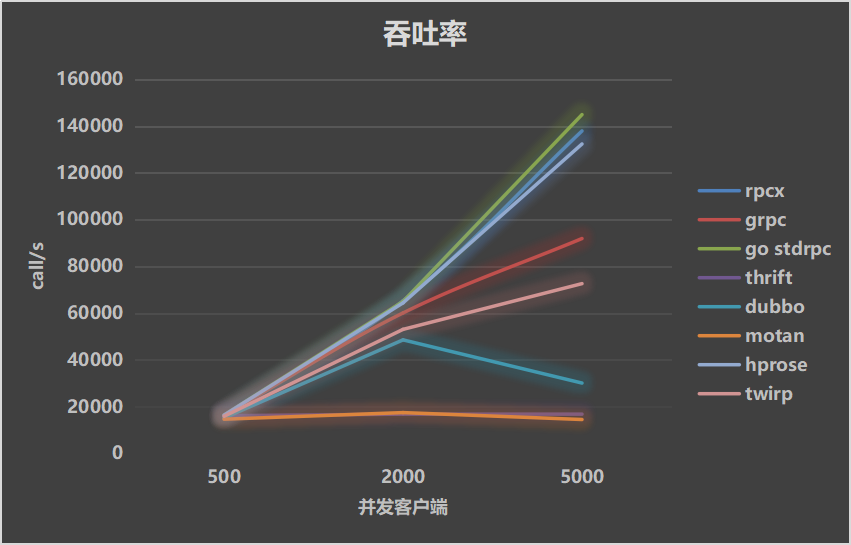 吞吐率
160000
140000
120000
100000
80000
60000
40000
20000
0
call/s
500 2000 5000
并发客户端
rpcx
grpc
go stdrpc
thrift
dubbo
motan
hprose
twirp